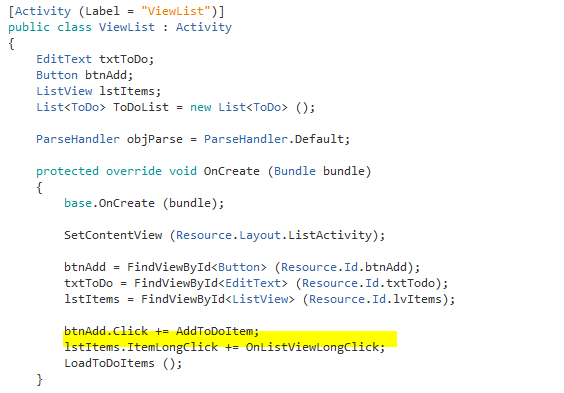 [Activity (Label = "ViewList")]
public class ViewList : Activity
{
EditText txtToDo;
Button btnAdd;
ListView lstItems;
List<ToDo> ToDoList = new List<ToDo> ();
ParseHandler objParse = ParseHandler.Default;
protected override void OnCreate (Bundle bundle)
{
base.OnCreate (bundle);
SetContentView (Resource.Layout.ListActivity);
btnAdd = FindViewById<Button> (Resource.Id.btnAdd);
txtToDo = FindViewById<EditText> (Resource.Id.txtTodo);
lstItems = FindViewById<ListView> (Resource.Id.lvItems);
btnAdd.Click += AddToDoItem;
lstItems.ItemLongClick += OnListViewLongClick;
LoadToDoItems ();
}